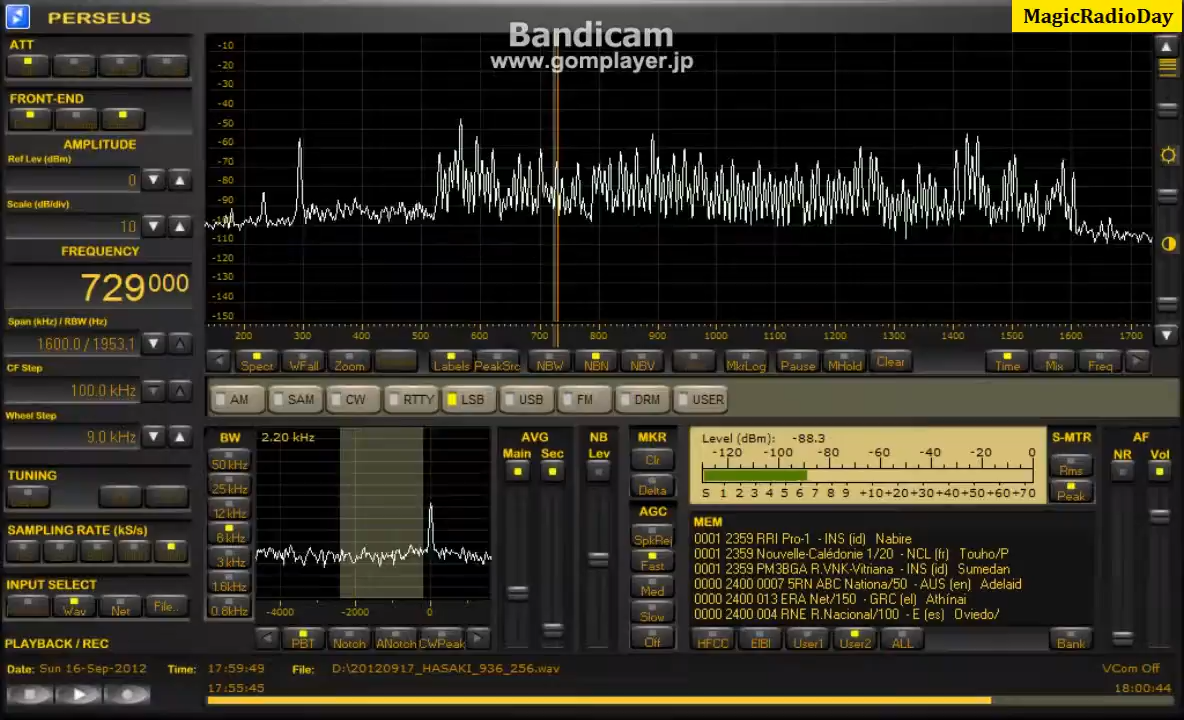 PERSEUS
MagicRadioDay
Bandicam
www.gomplayer.jp
ATT
FRONT-END
AMPLITUDE
Ref Lev (dBm)
0
Scale (dB/div)
10
FREQUENCY
729000
Span (kHz) / RBW (Hz)
1600.0 / 1953.1
CF Step
100.0 kHz
Wheel Step
9.0 kHz
TUNING
SAMPLING RATE (kS/s)
INPUT SELECT
Wav Net File..
PLAYBACK / REC
-10
-20
-30
-40
-50
-60
-70
-80
-90
-100
-110
-120
-130
-140
-150
200 300 400 500 600 700 800 900 1000 1100 1200 1300 1400 1500 1600 1700
Spect WFall Zoom Labels PeakSrc NBW NBN NBV MkrLog Pause MHold Clear Time Mix Freq
AM SAM CW RTTY LSB USB FM DRM USER
BW
2.20 kHz
50 kHz
25 kHz
12 kHz
6 kHz
3 kHz
1.6kHz
0.8kHz
-4000 -2000 0
PBT Notch ANotch CWPeak
AVG
Main Sec
NB
Lev
MKR
Clr
Delta
AGC
SpkRej
Fast
Med
Slow
Off
Level (dBm): -88.3
-120 -100 -80 -60 -40 -20 0
S 1 2 3 4 5 6 7 8 9 +10+20+30+40+50+60+70
S-MTR
Rms
Peak
AF
NR Vol
MEM
0001 2359 RRI Pro-1 - INS (id) Nabire
0001 2359 Nouvelle-Calédonie 1/20 - NCL (fr) Touho/P
0001 2359 PM3BGA R.VNK-Vitriana - INS (id) Sumedan
0000 2400 0007 5RN ABC Nationa/50 - AUS (en) Adelaid
0000 2400 013 ERA Net/150 - GRC (el) Athínai
0000 2400 004 RNE R.Nacional/100 - E (es) Oviedo/
HFCC EIBI User1 User2 ALL Bank
Date: Sun 16-Sep-2012 Time: 17:59:49 File: D:\20120917_HASAKI_936_256.wav VCom Off
17:55:45 18:00:44